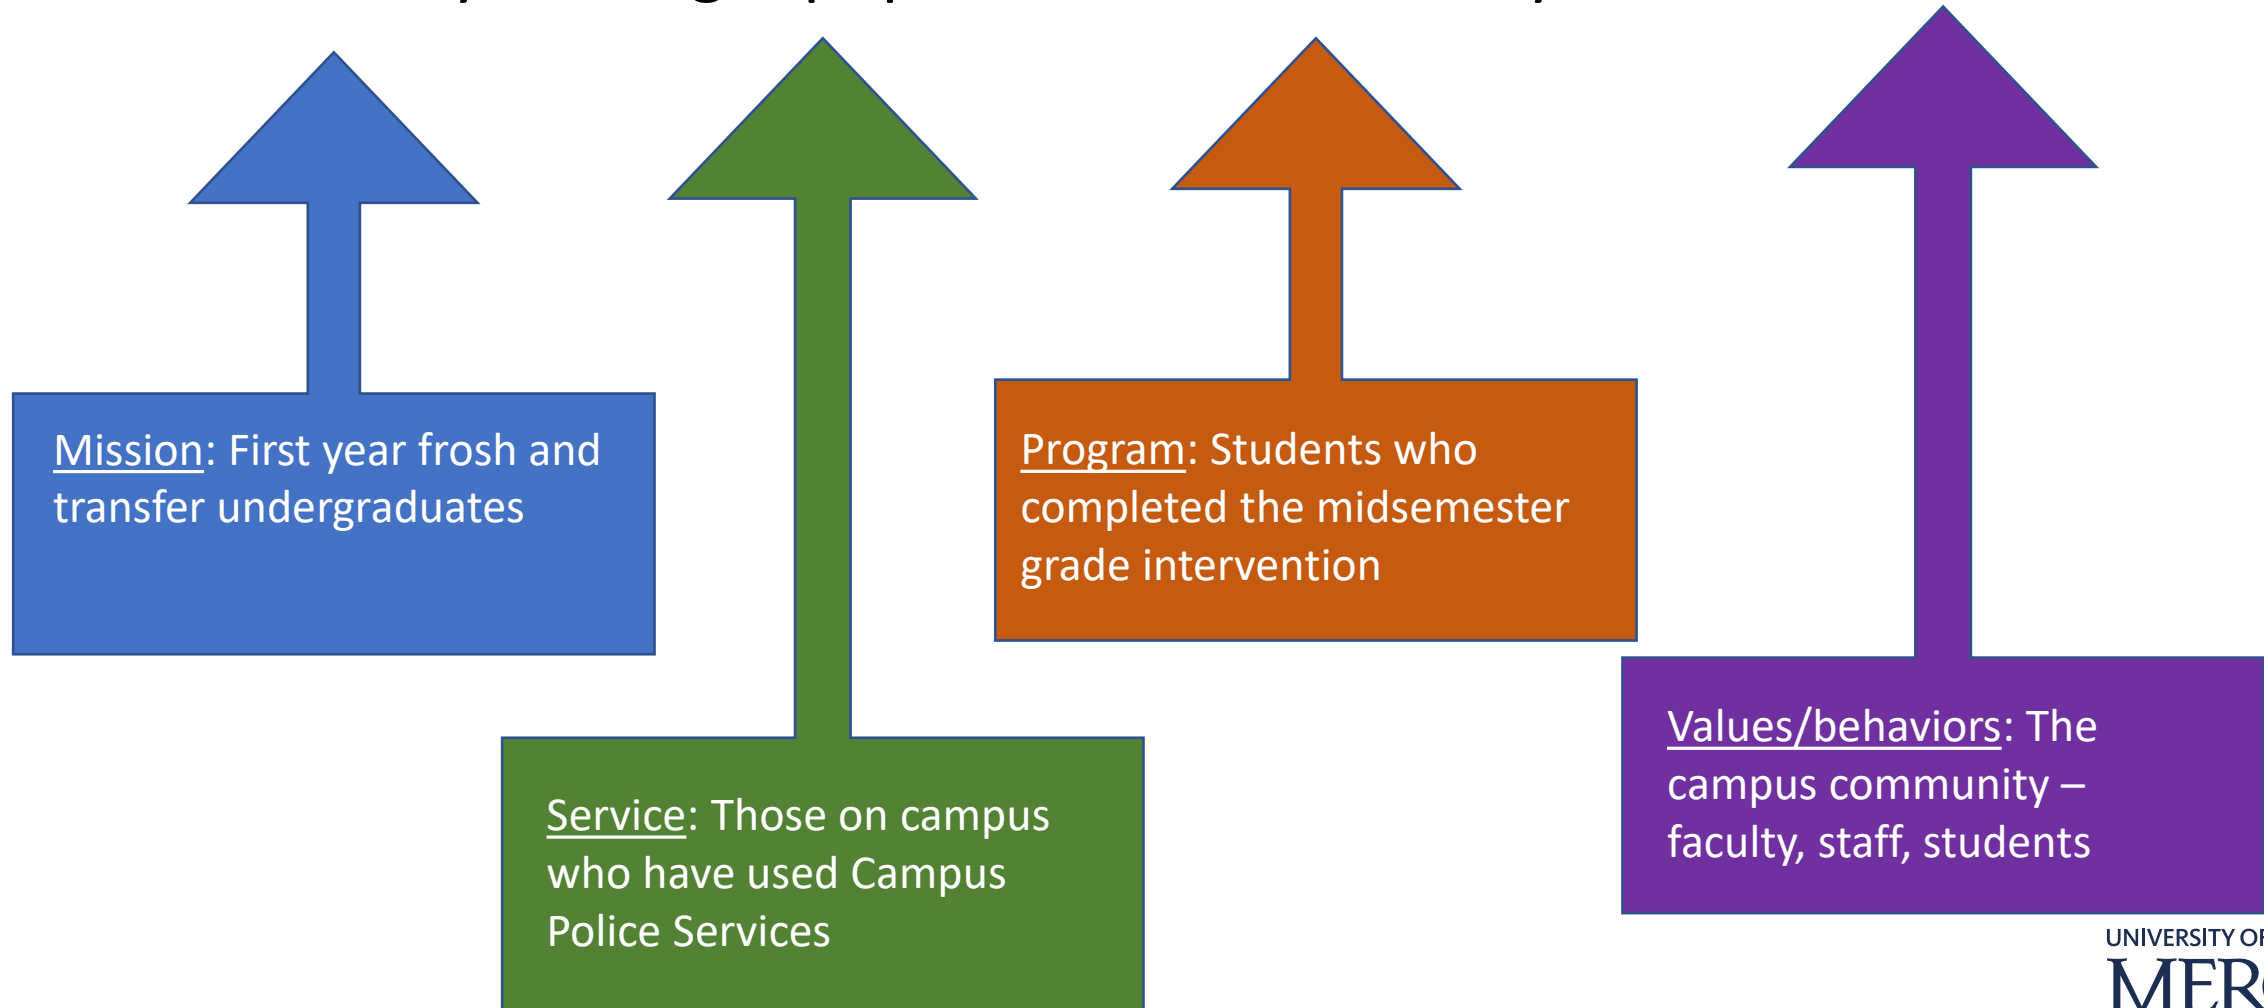 Mission: First year frosh and
transfer undergraduates
Service: Those on campus
who have used Campus
Police Services
Program: Students who
completed the midsemester
grade intervention
Values/behaviors: The
campus community –
faculty, staff, students
UNIVERSITY OF